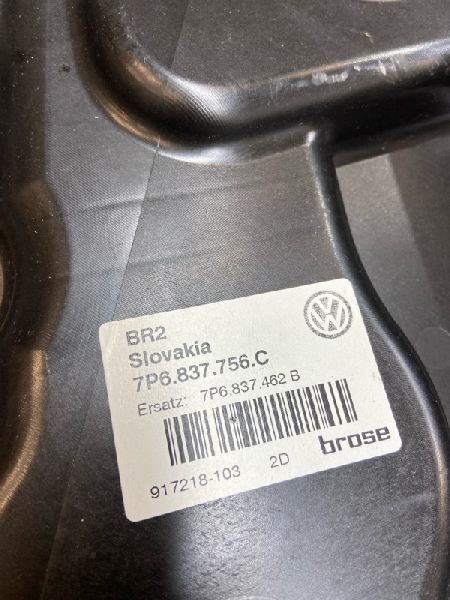 BR2
Slovakia
7P6.837.756.C
Ersatz: 7P6.837.462 B
917218-103 2D brose